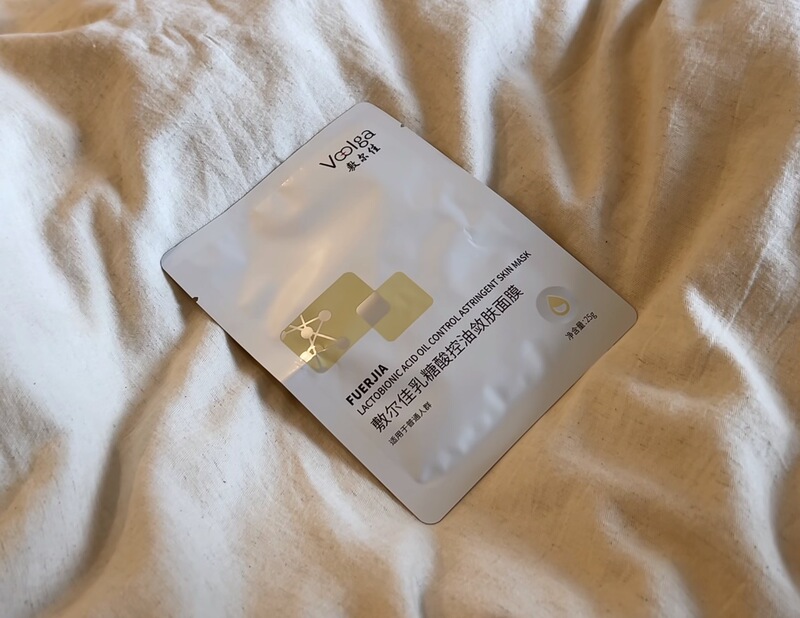 Voolga
敷尔佳
FUERJIA
LACTOBIONIC ACID OIL CONTROL ASTRINGENT SKIN MASK
敷尔佳乳糖酸控油敛肤面膜
适用于普通人群
净含量:25g